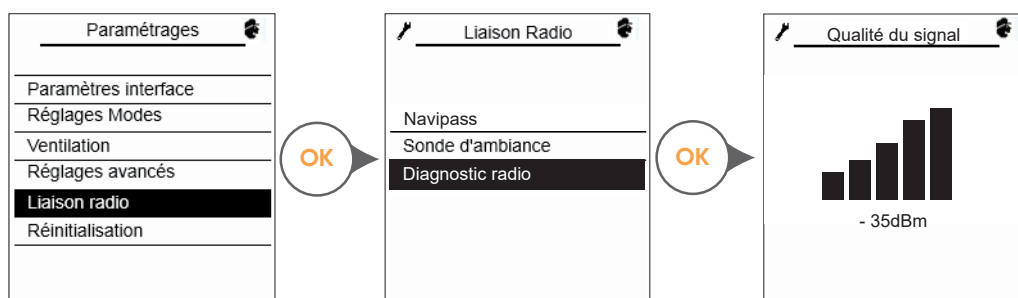 Paramétrages
Paramètres interface
Réglages Modes
Ventilation
Réglages avancés
Liaison radio
Réinitialisation
OK
Liaison Radio
Navipass
Sonde d'ambiance
Diagnostic radio
OK
Qualité du signal
- 35dBm